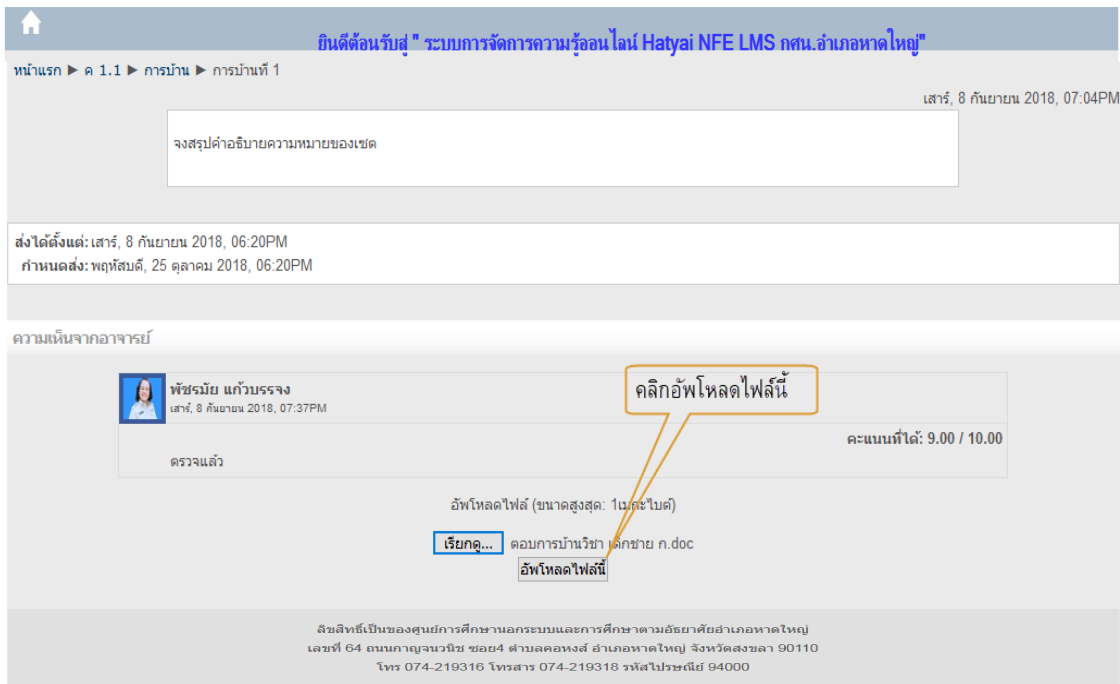 ยินดีต้อนรับสู่ " ระบบการจัดการความรู้ออนไลน์ Hatyai NFE LMS กศน.อำเภอหาดใหญ่"
หน้าแรก ▶ ค 1.1 ▶ การบ้าน ▶ การบ้านที่ 1
เสาร์, 8 กันยายน 2018, 07:04PM
จงสรุปคำอธิบายความหมายของเซต
ส่งได้ตั้งแต่: เสาร์, 8 กันยายน 2018, 06:20PM
กำหนดส่ง: พฤหัสบดี, 25 ตุลาคม 2018, 06:20PM
ความเห็นจากอาจารย์
พัชรมัย แก้วบรรจง
เสาร์, 8 กันยายน 2018, 07:37PM
คลิกอัพโหลดไฟล์นี้
คะแนนที่ได้: 9.00 / 10.00
ตรวจแล้ว
อัพโหลดไฟล์ (ขนาดสูงสุด: 1เมกะไบต์)
เรียกดู... ตอบการบ้านวิชา เด็กชาย ก.doc
อัพโหลดไฟล์นี้
ลิขสิทธิ์เป็นของศูนย์การศึกษานอกระบบและการศึกษาตามอัธยาศัยอำเภอหาดใหญ่
เลขที่ 64 ถนนกาญจนวนิช ซอย4 ตำบลคอหงส์ อำเภอหาดใหญ่ จังหวัดสงขลา 90110
โทร 074-219316 โทรสาร 074-219318 รหัสไปรษณีย์ 94000